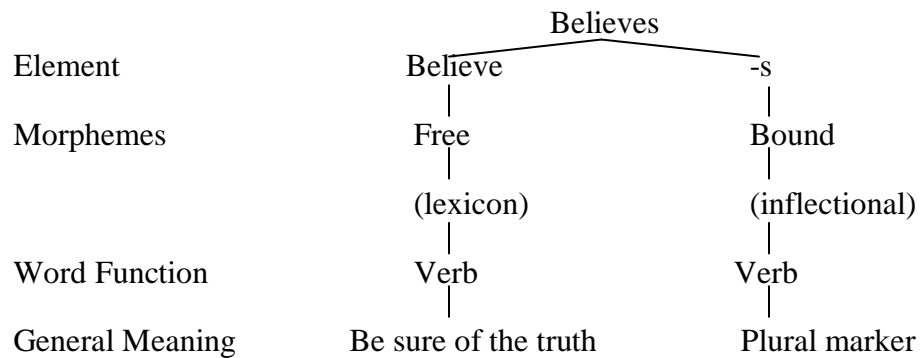 Believes
Element Believe -s
Morphemes Free Bound
(lexicon) (inflectional)
Word Function Verb Verb
General Meaning Be sure of the truth Plural marker